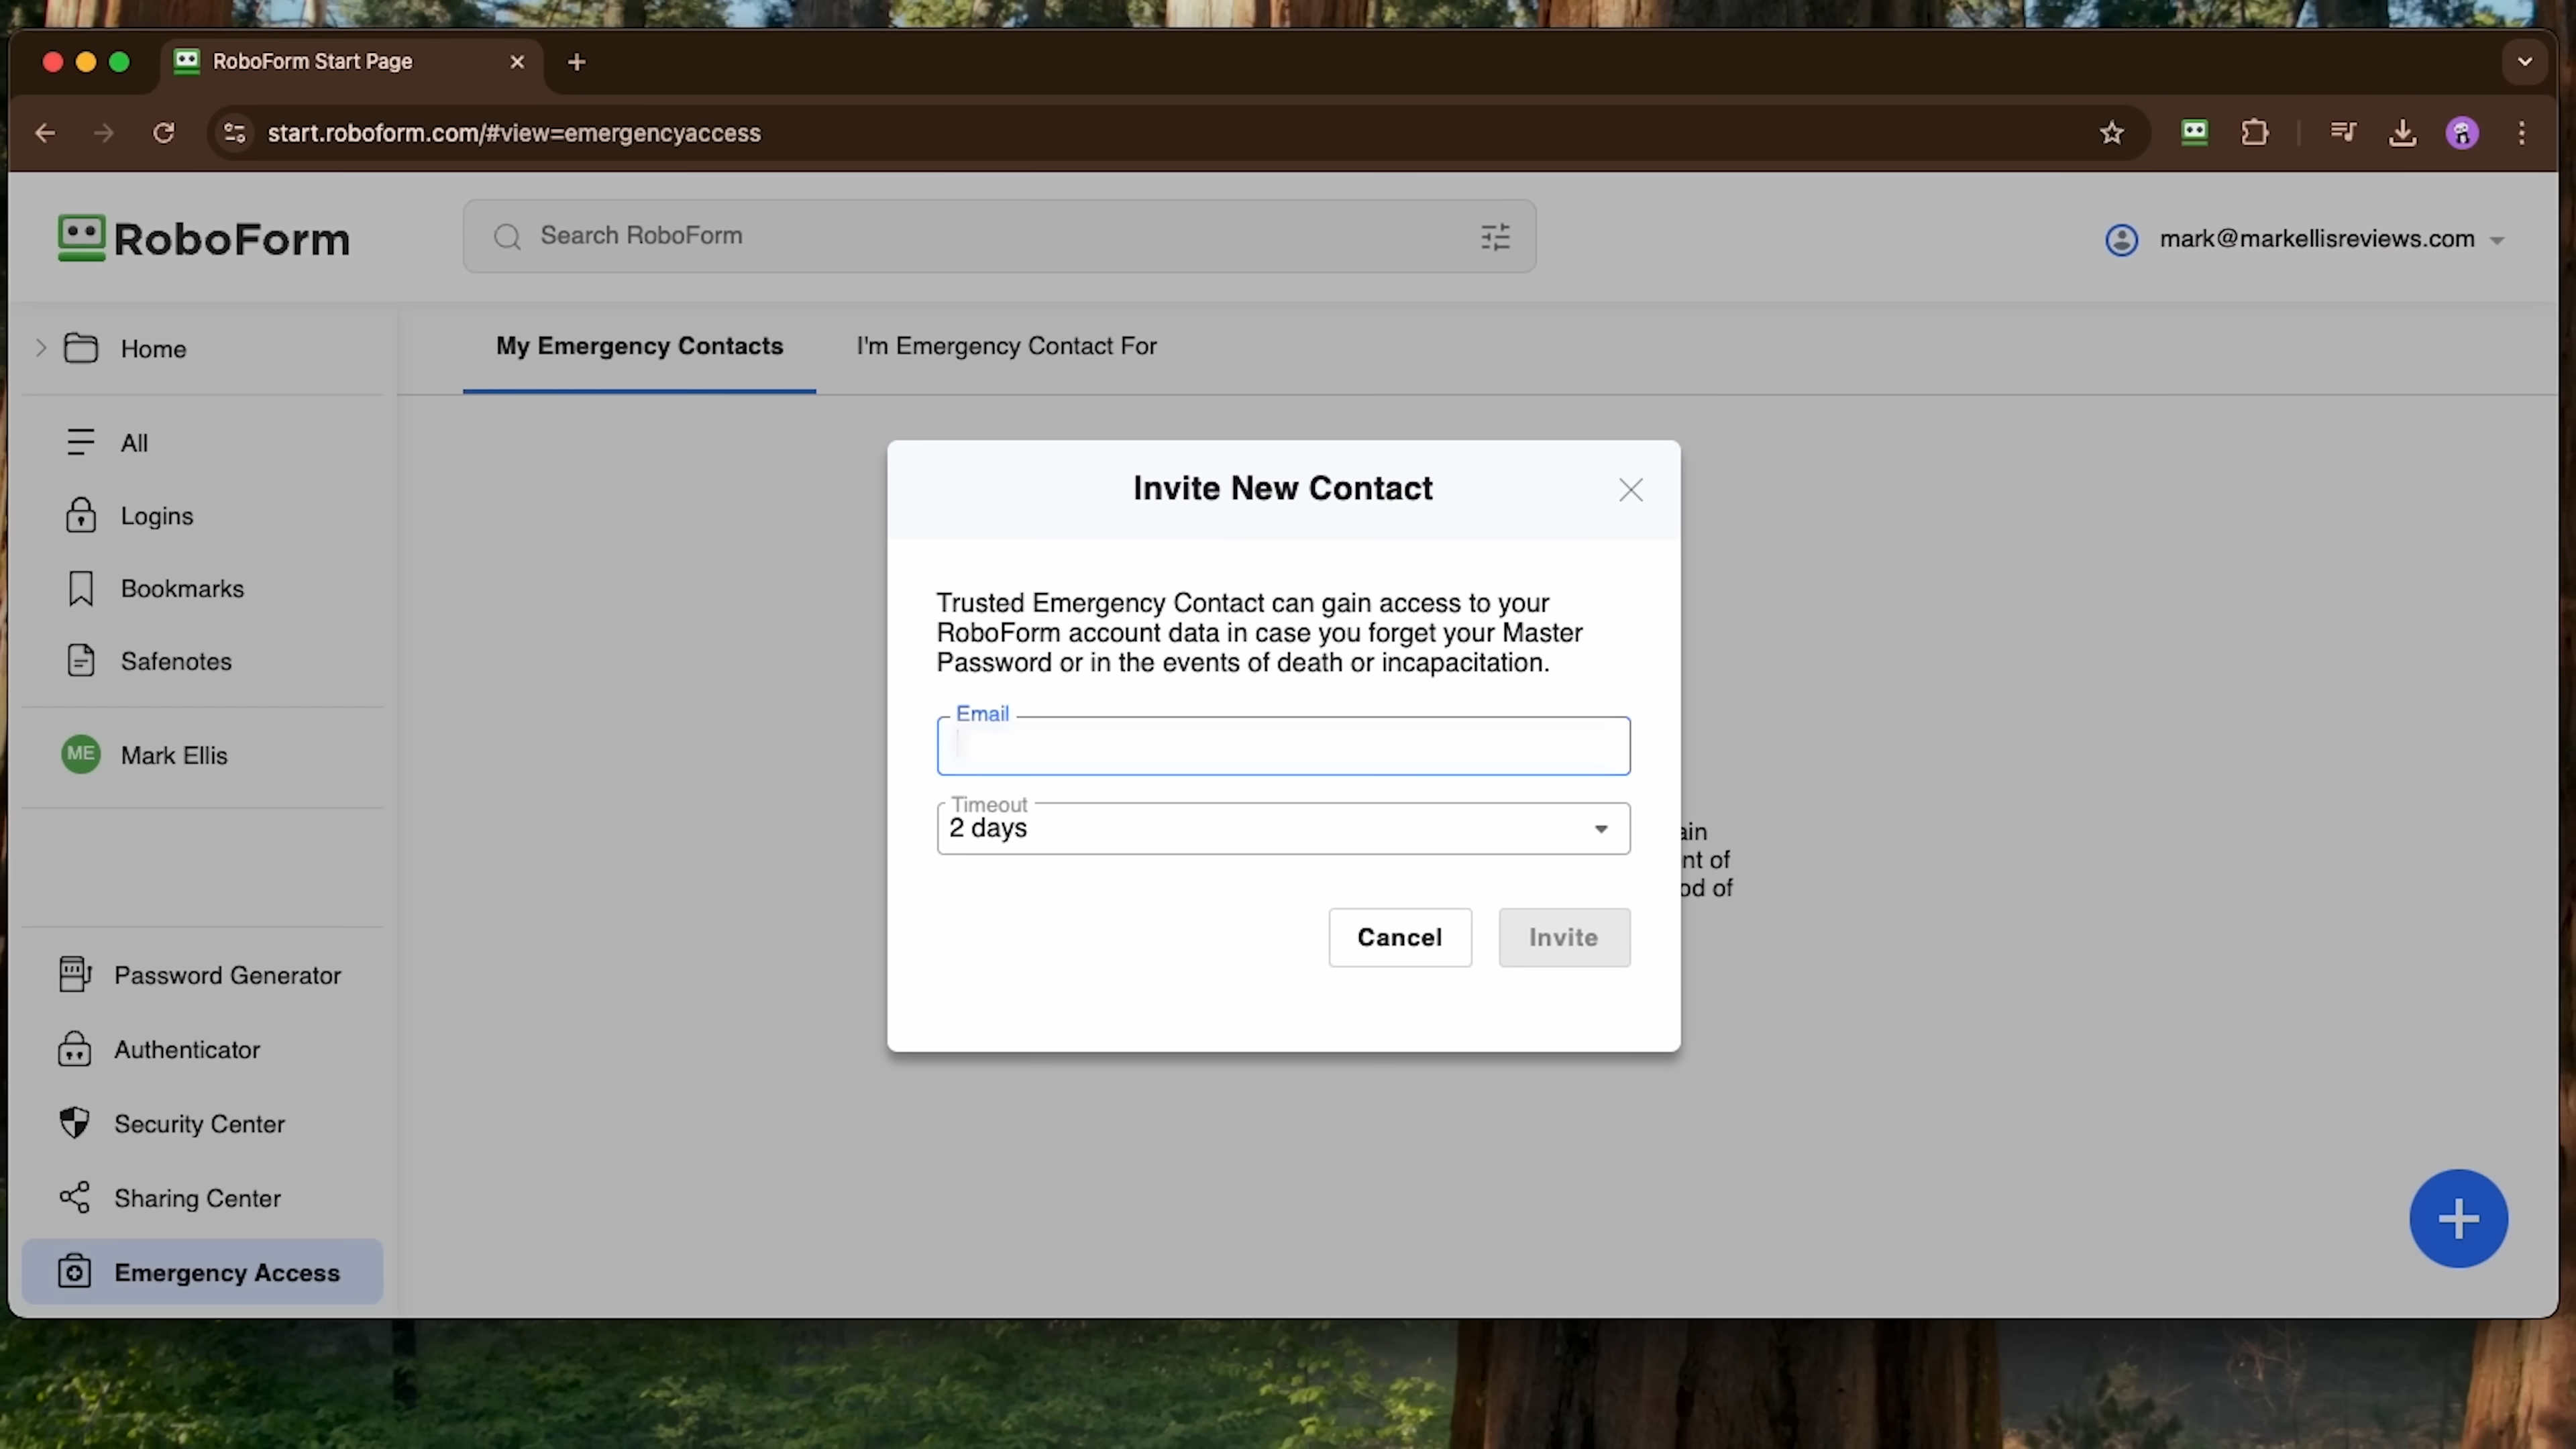 RoboForm Start Page
start.roboform.com/#view=emergencyaccess
RoboForm
Search RoboForm
mark@markellisreviews.com
Home
My Emergency Contacts
I'm Emergency Contact For
All
Logins
Bookmarks
Safenotes
ME
Mark Ellis
Password Generator
Authenticator
Security Center
Sharing Center
Emergency Access
Invite New Contact
Trusted Emergency Contact can gain access to your
RoboForm account data in case you forget your Master
Password or in the events of death or incapacitation.
Email
Timeout
2 days
Cancel
Invite
of
of